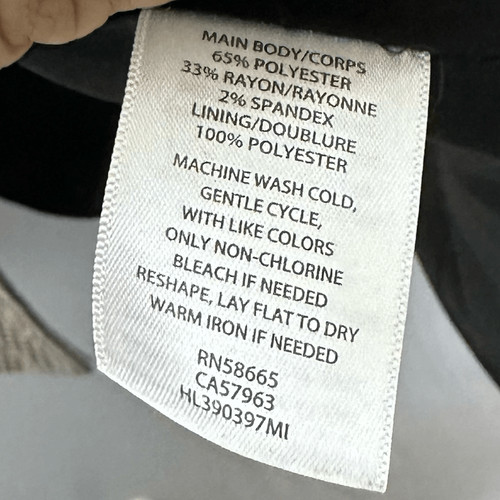 MAIN BODY/CORPS
65% POLYESTER
33% RAYON/RAYONNE
2% SPANDEX
LINING/DOUBLURE
100% POLYESTER
MACHINE WASH COLD,
GENTLE CYCLE,
WITH LIKE COLORS
ONLY NON-CHLORINE
BLEACH IF NEEDED
RESHAPE, LAY FLAT TO DRY
WARM IRON IF NEEDED
RN58665
CA57963
HL390397MI